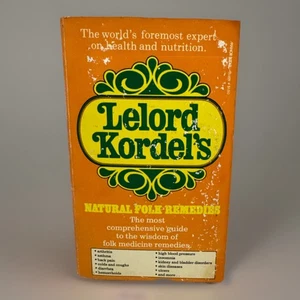 The world's foremost expert
on health and nutrition.
Lelord
Kordel's
NATURAL FOLK REMEDIES
The most
comprehensive guide
to the wisdom of
folk medicine remedies
• arthritis
• asthma
• back pain
• colds and coughs
• diarrhea
• hemorrhoids
• high blood pressure
• insomnia
• kidney and bladder disorders
• skin diseases
• ulcers
• and more